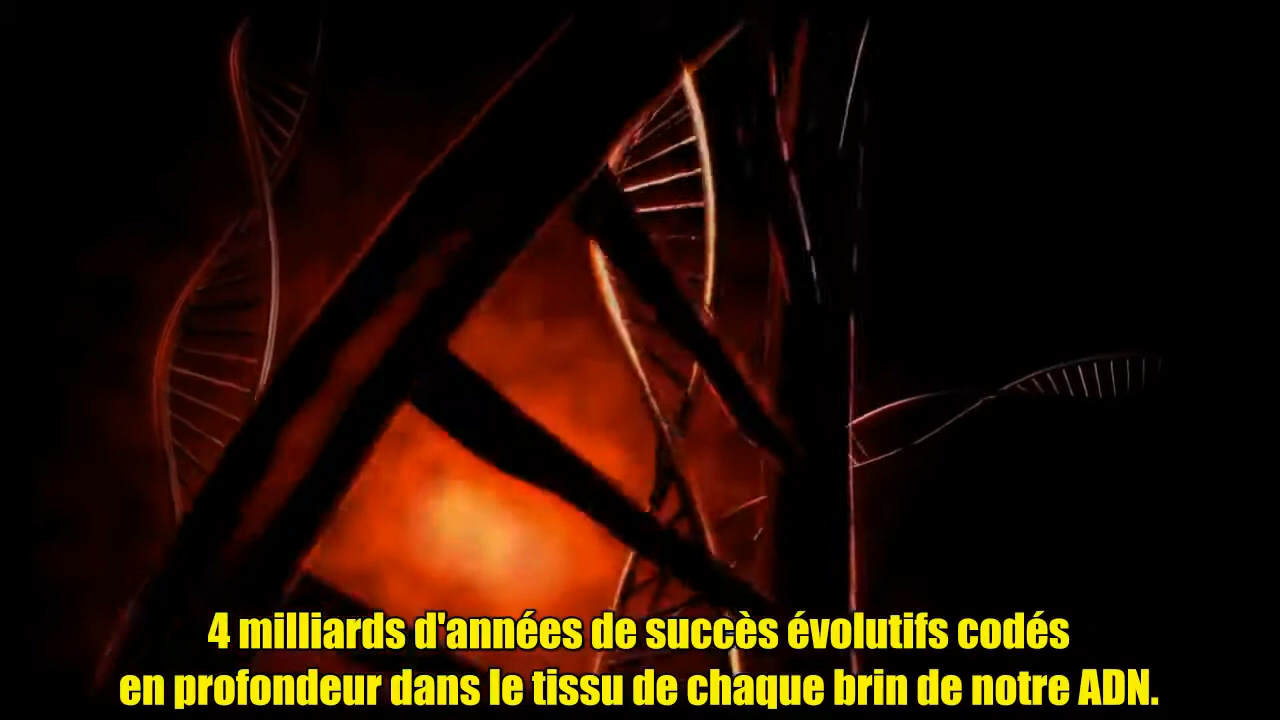 4 milliards d'années de succès évolutifs codés
en profondeur dans le tissu de chaque brin de notre ADN.